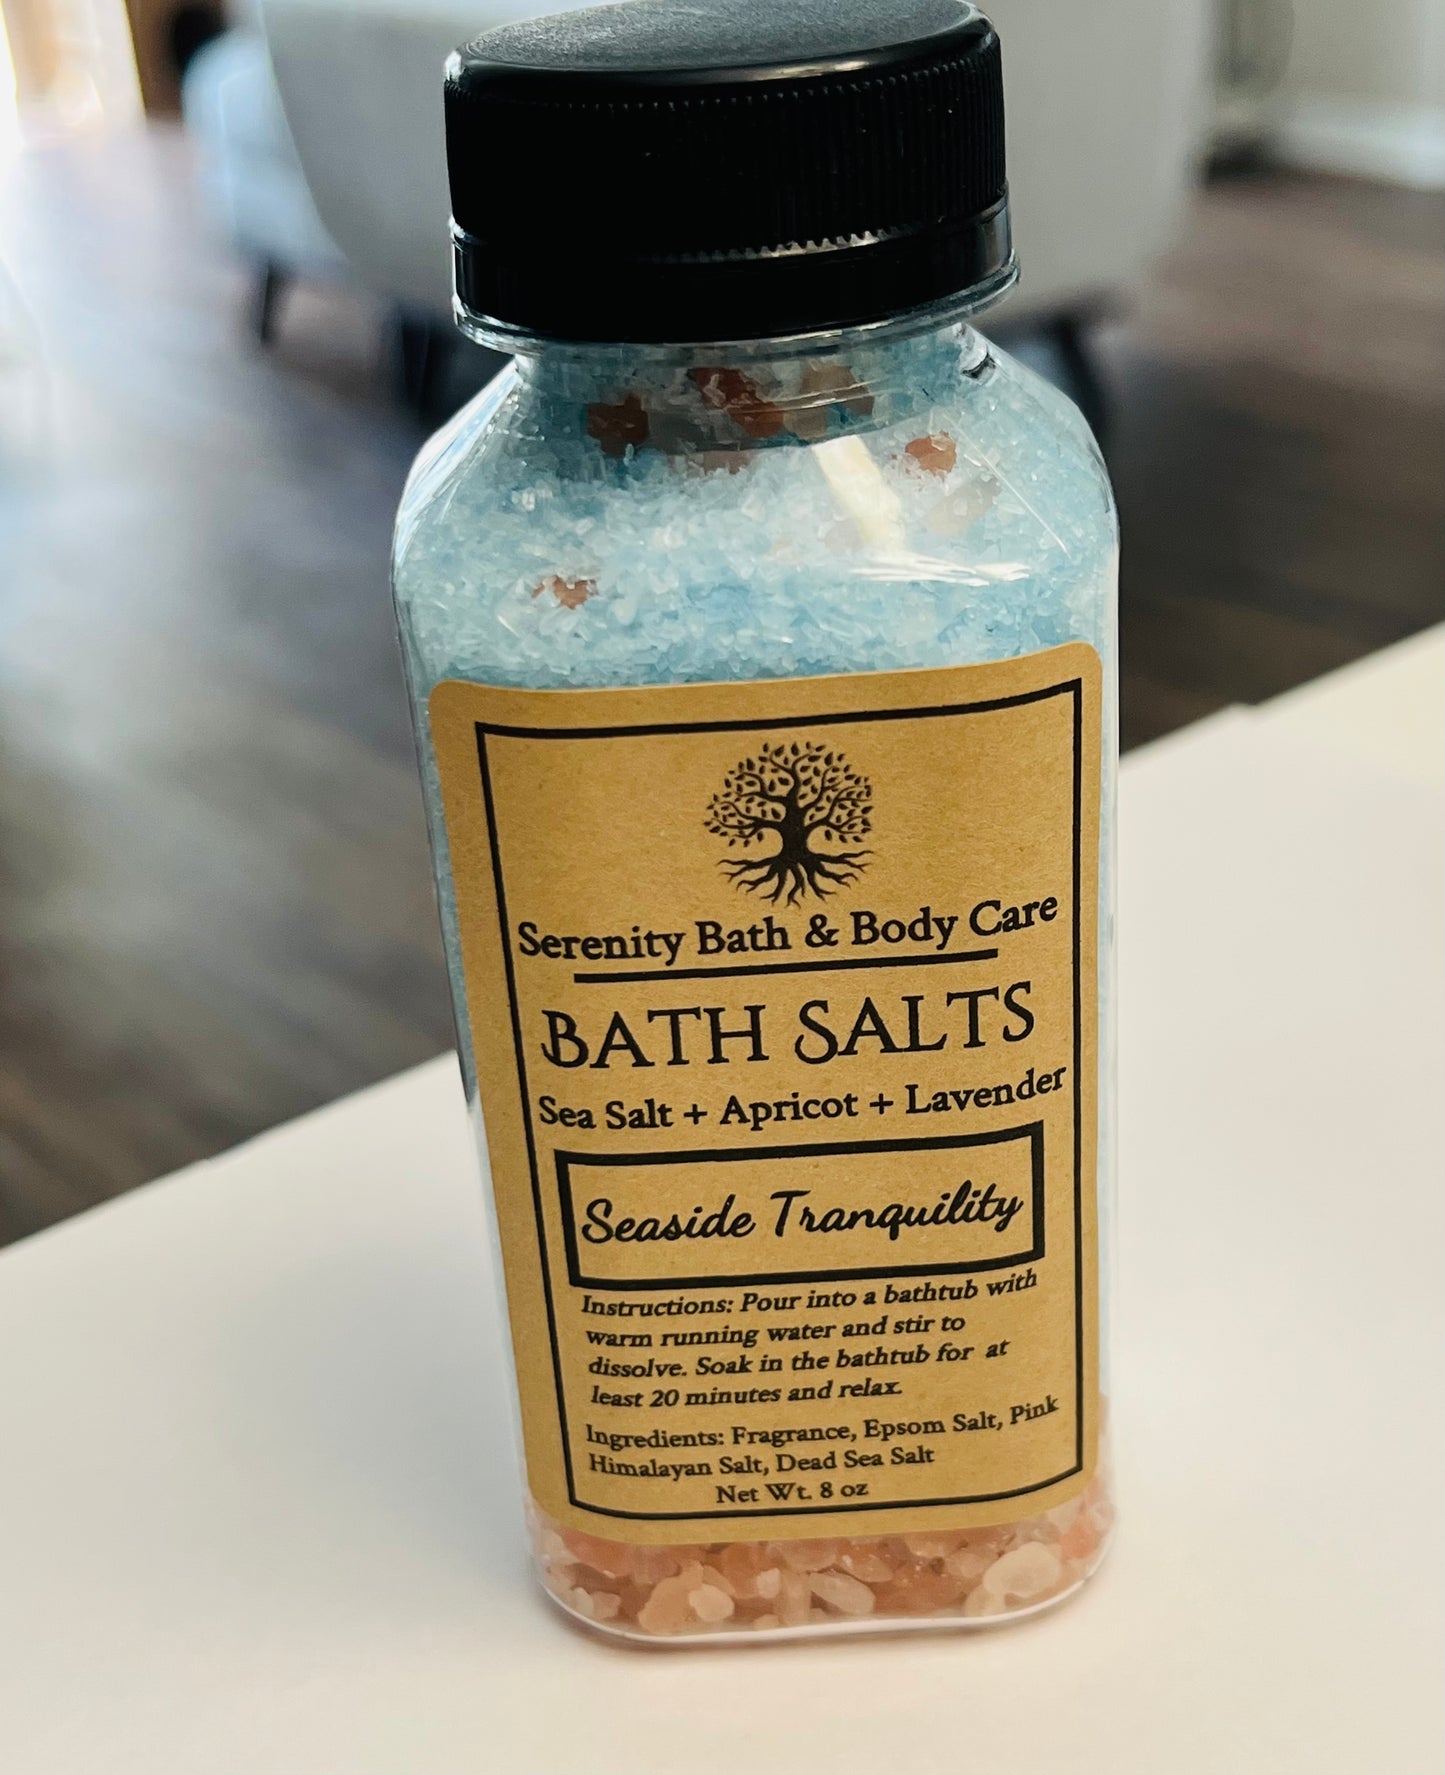 Serenity Bath & Body Care
BATH SALTS
Sea Salt + Apricot + Lavender
Seaside Tranquility
Instructions: Pour into a bathtub with
warm running water and stir to
dissolve. Soak in the bathtub for at
least 20 minutes and relax.
Ingredients: Fragrance, Epsom Salt, Pink
Himalayan Salt, Dead Sea Salt
Net Wt. 8 oz